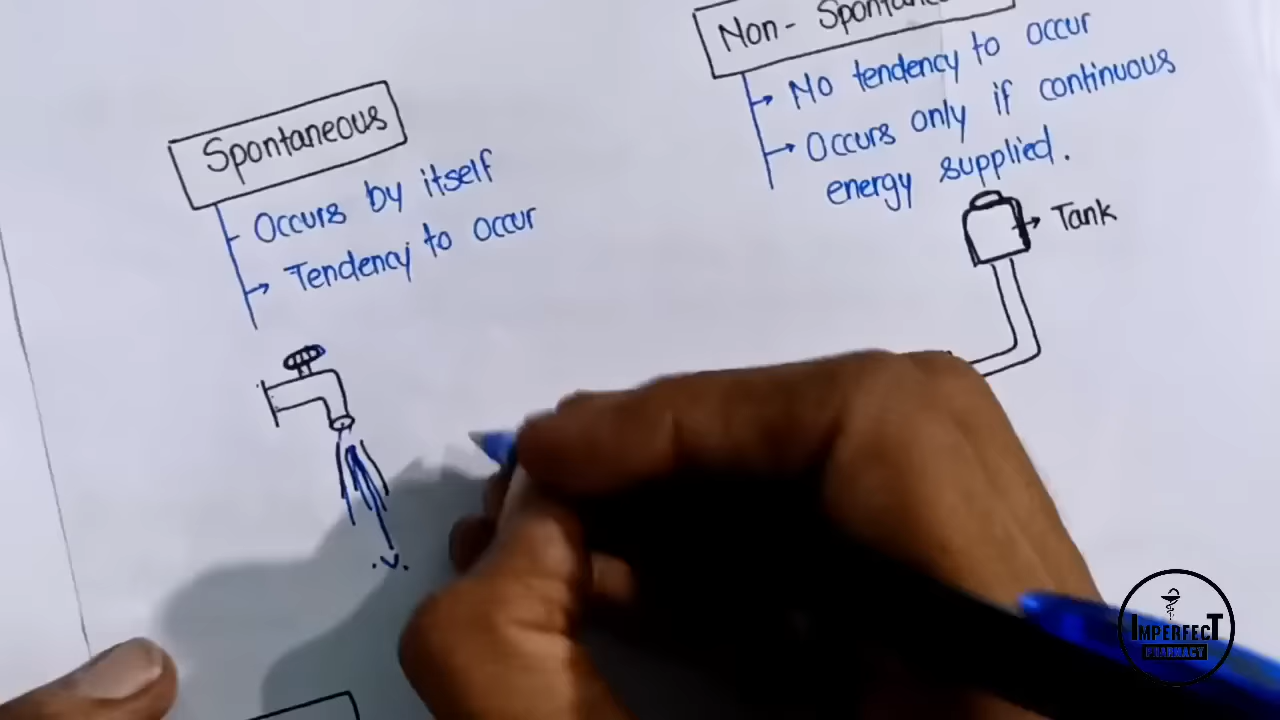 Spontaneous
Occurs by itself
Tendency to occur
Non-
No tendency to occur
Occurs only if continuous
energy supplied.
Tank
IMPERFECT
PHARMACY